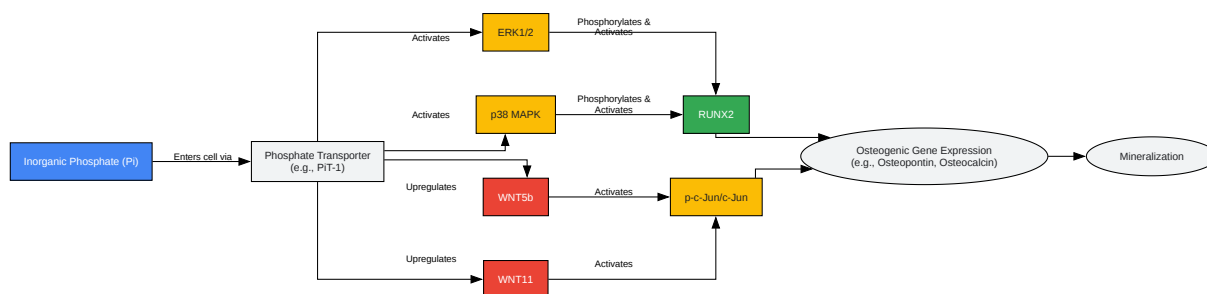 Phosphorylates &
Activates
Activates
ERK1/2
Activates
p38 MAPK
Phosphorylates &
Activates
RUNX2
Inorganic Phosphate (Pi)
Enters cell via
Phosphate Transporter
(e.g., PiT-1)
Osteogenic Gene Expression
(e.g., Osteopontin, Osteocalcin)
Mineralization
Upregulates
WNT5b
Activates
p-c-Jun/c-Jun
Upregulates
WNT11
Activates